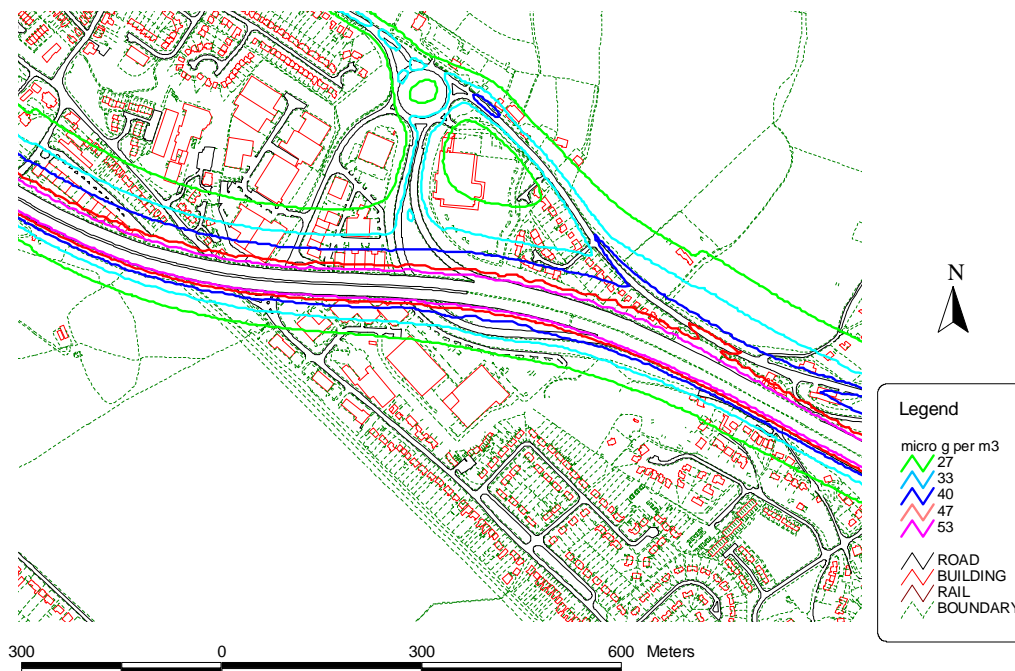 N
Legend
micro g per m3
27
33
40
47
53
ROAD
BUILDING
RAIL
BOUNDARY
300 0 300 600 Meters